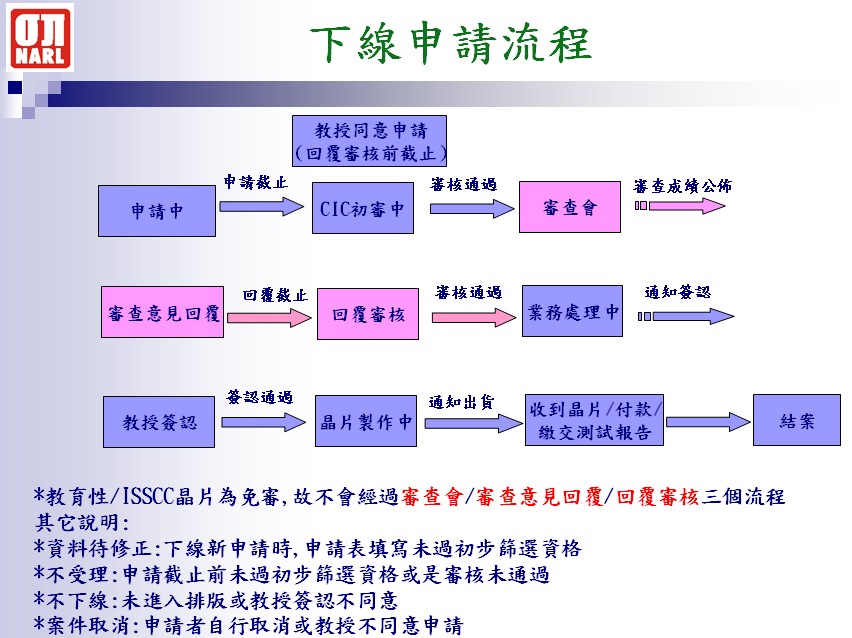 NARL
下線申請流程
教授同意申請
(回覆審核前截止)
申請中
申請截止
CIC初審中
審核通過
審查會
審查成績公佈
審查意見回覆
回覆截止
回覆審核
審核通過
業務處理中
通知簽認
教授簽認
簽認通過
晶片製作中
通知出貨
收到晶片/付款/
繳交測試報告
結案
*教育性/ISSCC晶片為免審,故不會經過審查會/審查意見回覆/回覆審核三個流程
其它說明:
*資料待修正:下線新申請時,申請表填寫未過初步篩選資格
*不受理:申請截止前未過初步篩選資格或是審核未通過
*不下線:未進入排版或教授簽認不同意
*案件取消:申請者自行取消或教授不同意申請